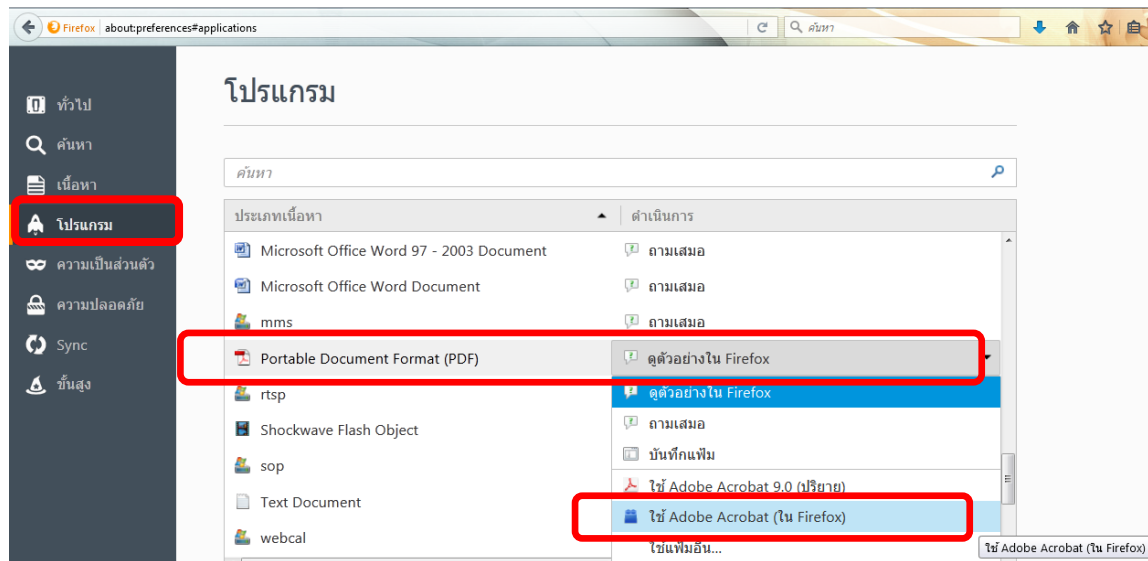 Firefox about:preferences#applications
ค้นหา
โปรแกรม
ทั่วไป
ค้นหา
เนื้อหา
โปรแกรม
ความเป็นส่วนตัว
ความปลอดภัย
Sync
ขั้นสูง
ค้นหา
ประเภทเนื้อหา ดำเนินการ
Microsoft Office Word 97 - 2003 Document ถามเสมอ
Microsoft Office Word Document ถามเสมอ
mms ถามเสมอ
Portable Document Format (PDF) ดูตัวอย่างใน Firefox
rtsp ดูตัวอย่างใน Firefox
Shockwave Flash Object ถามเสมอ
sop บันทึกแฟ้ม
ใช้ Adobe Acrobat 9.0 (ปริยาย)
Text Document
ใช้ Adobe Acrobat (ใน Firefox)
webcal ใช้แฟ้มอื่น...
ใช้ Adobe Acrobat (ใน Firefox)